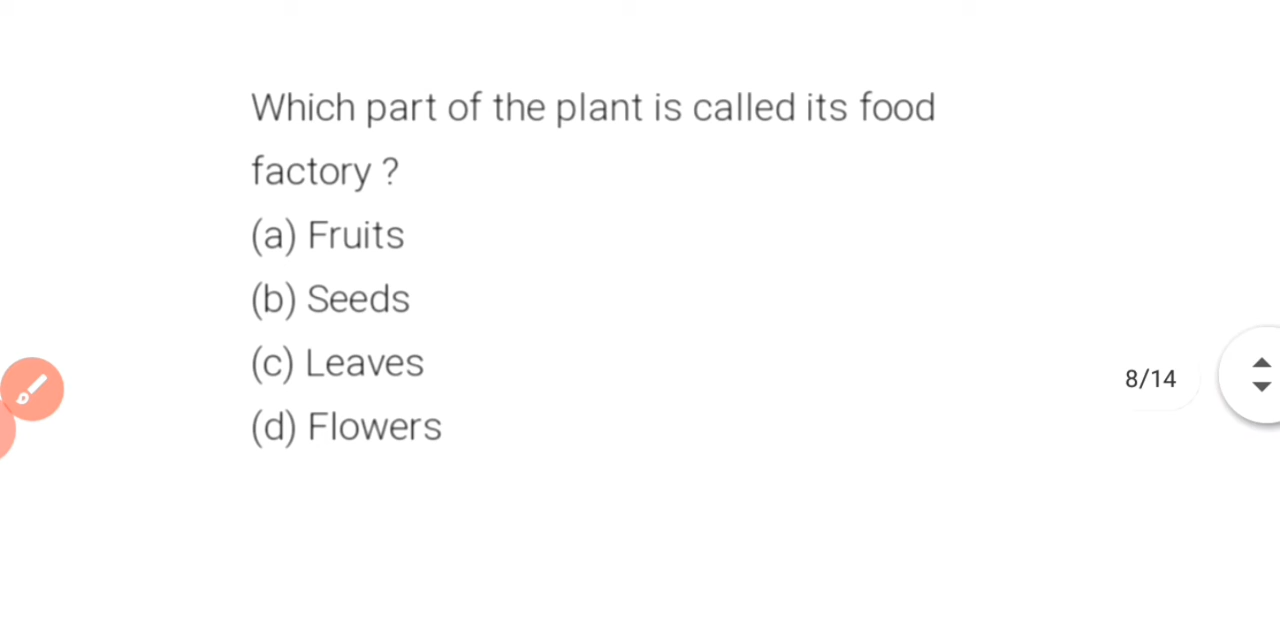 Which part of the plant is called its food
factory ?
(a) Fruits
(b) Seeds
(c) Leaves
8/14
(d) Flowers